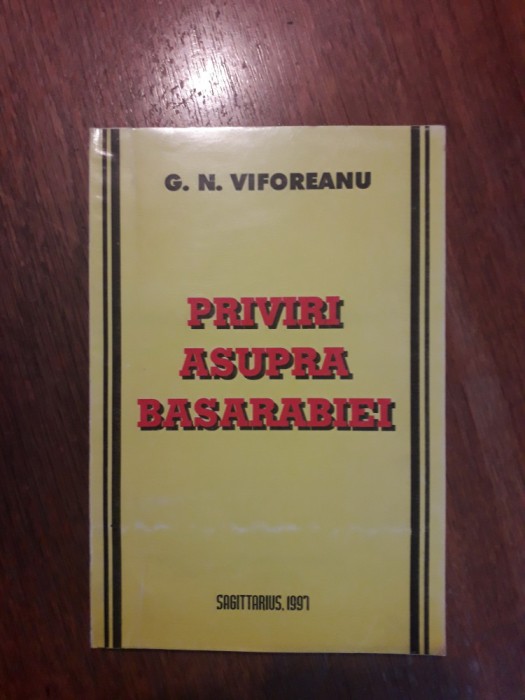 G. N. VIFOREANU
PRIVIRI
ASUPRA
BASARABIEI
SAGITTARIUS, 1997